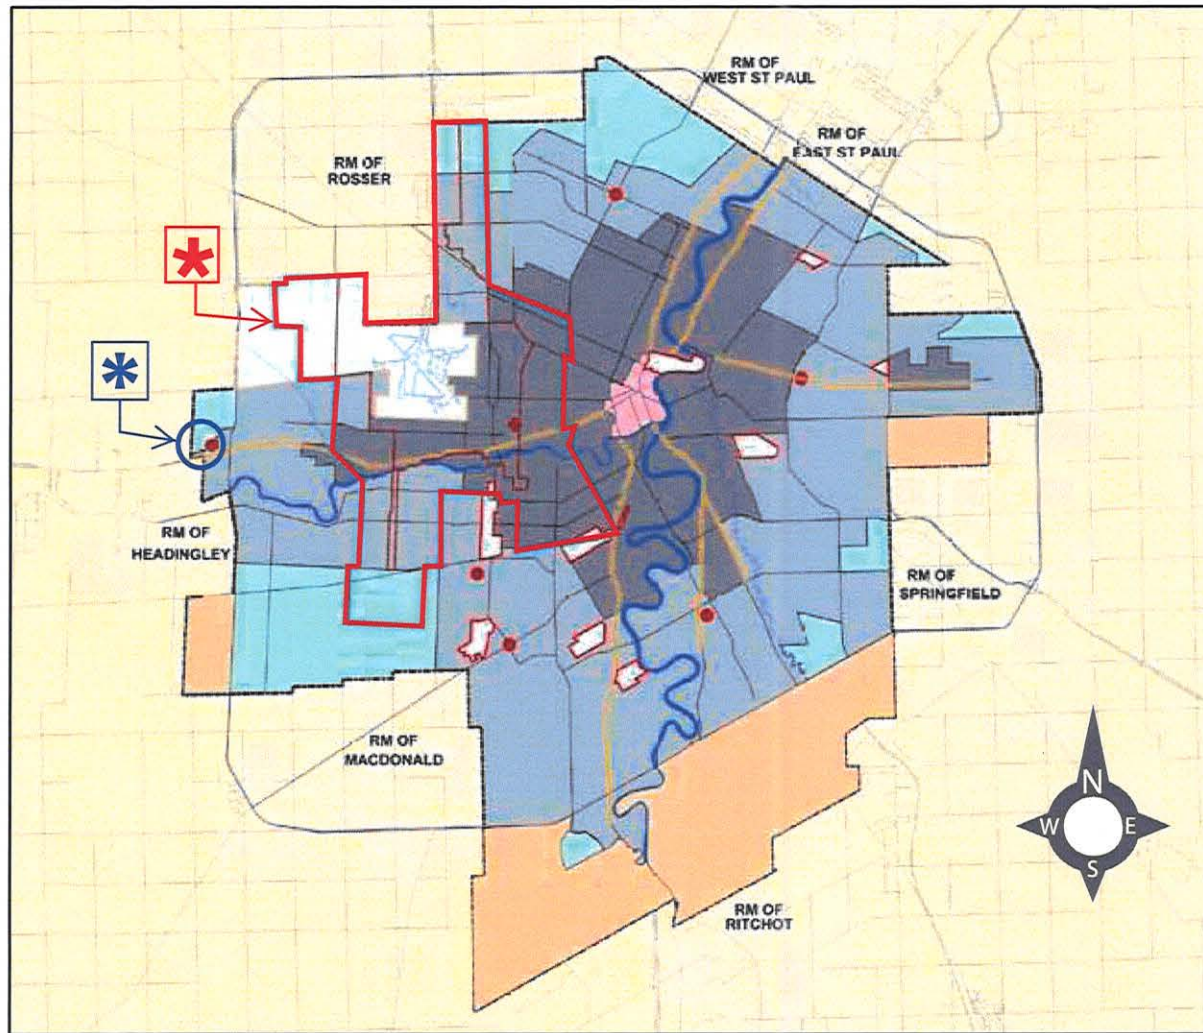 RM OF
WEST ST PAUL
RM OF
EAST ST PAUL
RM OF
ROSSER
*
*
RM OF
HEADINGLEY
RM OF
SPRINGFIELD
RM OF
MACDONALD
RM OF
RITCHOT
N
W
E
S